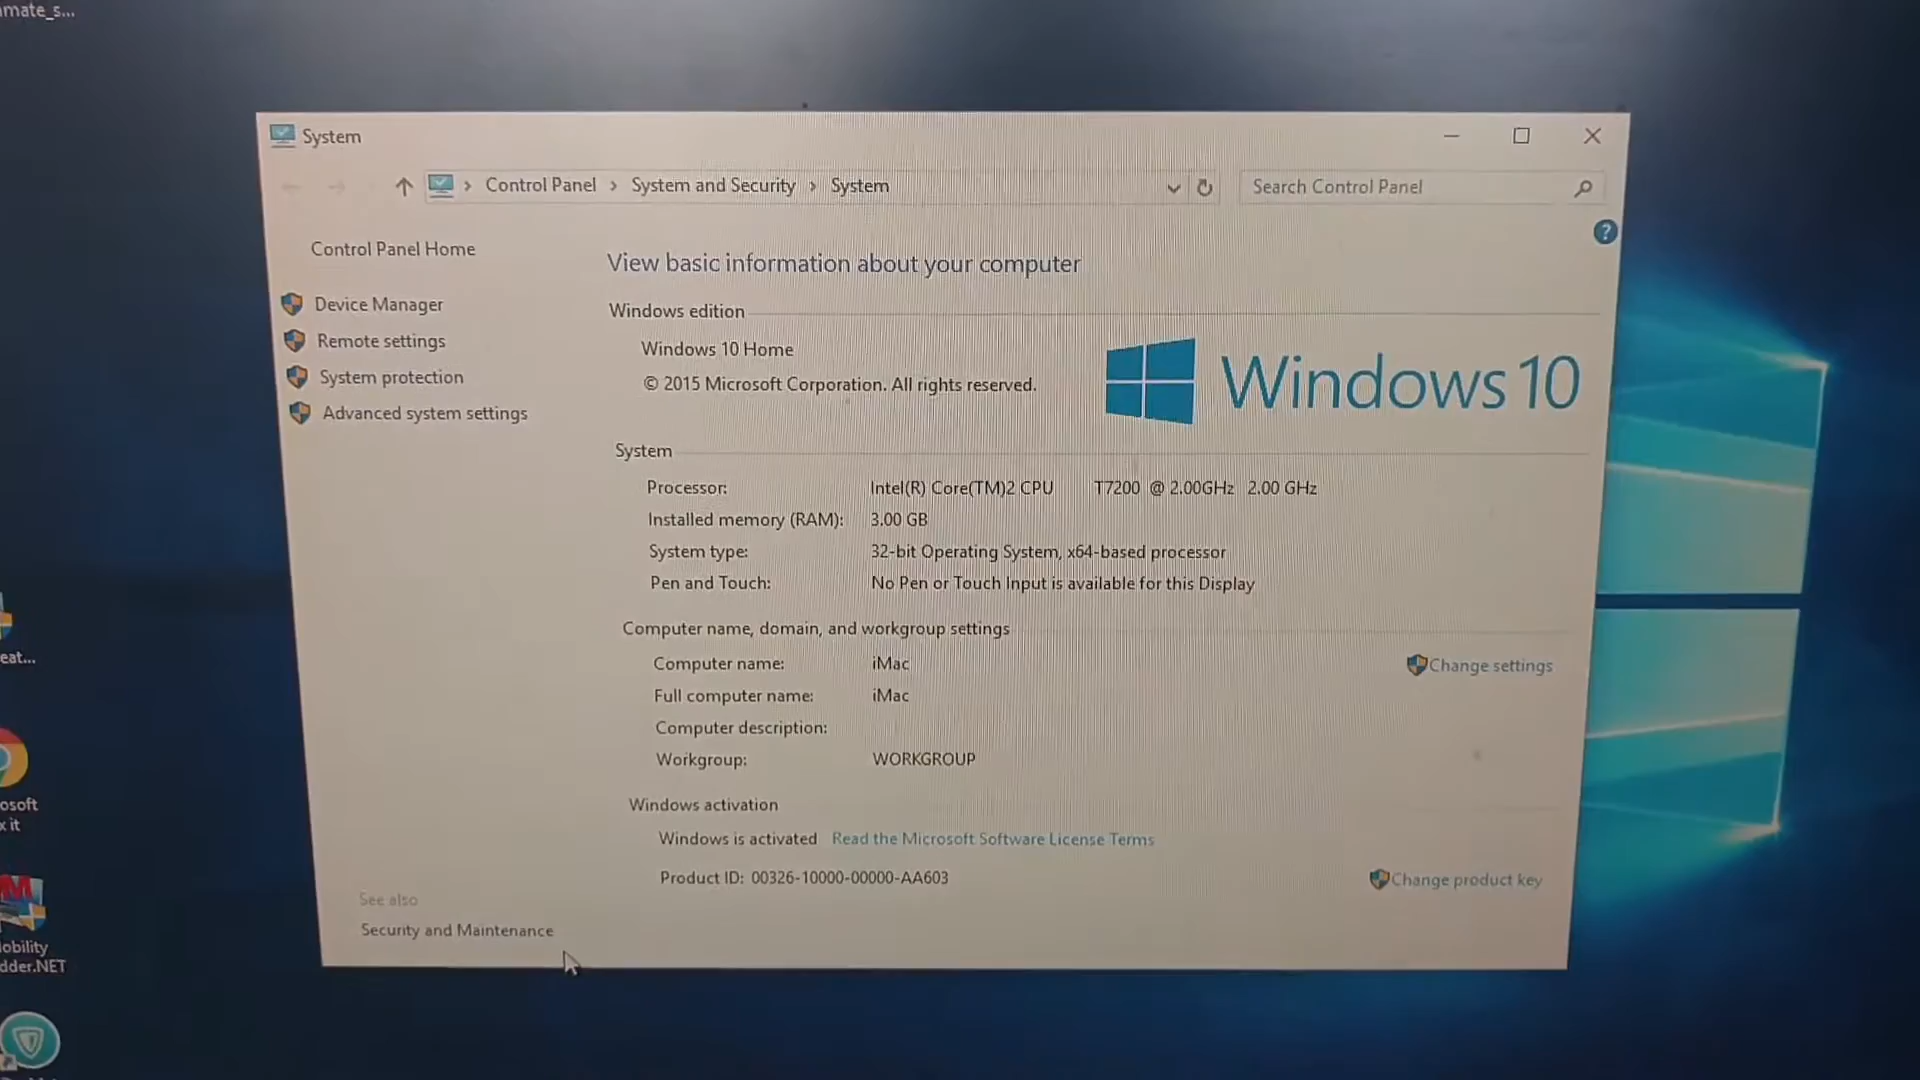 mate_s...
System
Control Panel > System and Security > System
Search Control Panel
?
Control Panel Home
Device Manager
Remote settings
System protection
Advanced system settings
View basic information about your computer
Windows edition
Windows 10 Home
© 2015 Microsoft Corporation. All rights reserved.
Windows 10
System
Processor: Intel(R) Core(TM)2 CPU T7200 @ 2.00GHz 2.00 GHz
Installed memory (RAM): 3.00 GB
System type: 32-bit Operating System, x64-based processor
Pen and Touch: No Pen or Touch Input is available for this Display
Computer name, domain, and workgroup settings
Computer name: iMac
Change settings
Full computer name: iMac
Computer description:
Workgroup: WORKGROUP
Windows activation
Windows is activated Read the Microsoft Software License Terms
Product ID: 00326-10000-00000-AA603
Change product key
See also
Security and Maintenance
eat...
osoft
x it
obility
dder.NET